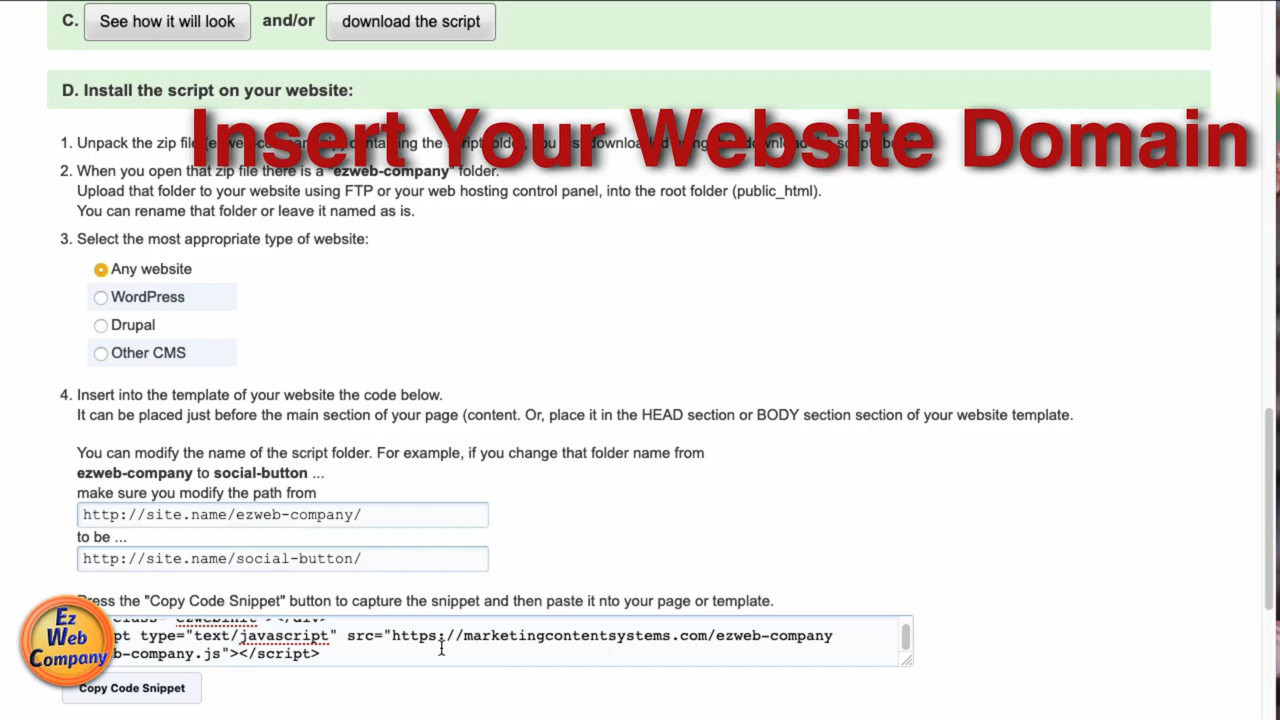 C. See how it will look and/or download the script
D. Install the script on your website:
Insert Your Website Domain
1. Unpack the zip file containing the script
2. When you open that zip file there is a "ezweb-company" folder.
Upload that folder to your website using FTP or your web hosting control panel, into the root folder (public_html).
You can rename that folder or leave it named as is.
3. Select the most appropriate type of website:
Any website
WordPress
Drupal
Other CMS
4. Insert into the template of your website the code below.
It can be placed just before the main section of your page (content. Or, place it in the HEAD section or BODY section section of your website template.
You can modify the name of the script folder. For example, if you change that folder name from
ezweb-company to social-button ...
make sure you modify the path from
http://site.name/ezweb-company/
to be ...
http://site.name/social-button/
Press the "Copy Code Snippet" button to capture the snippet and then paste it nto your page or template.
pt type="text/javascript" src="https://marketingcontentsystems.com/ezweb-company
b-company.js"></script>
Ez
Web
Company
Copy Code Snippet